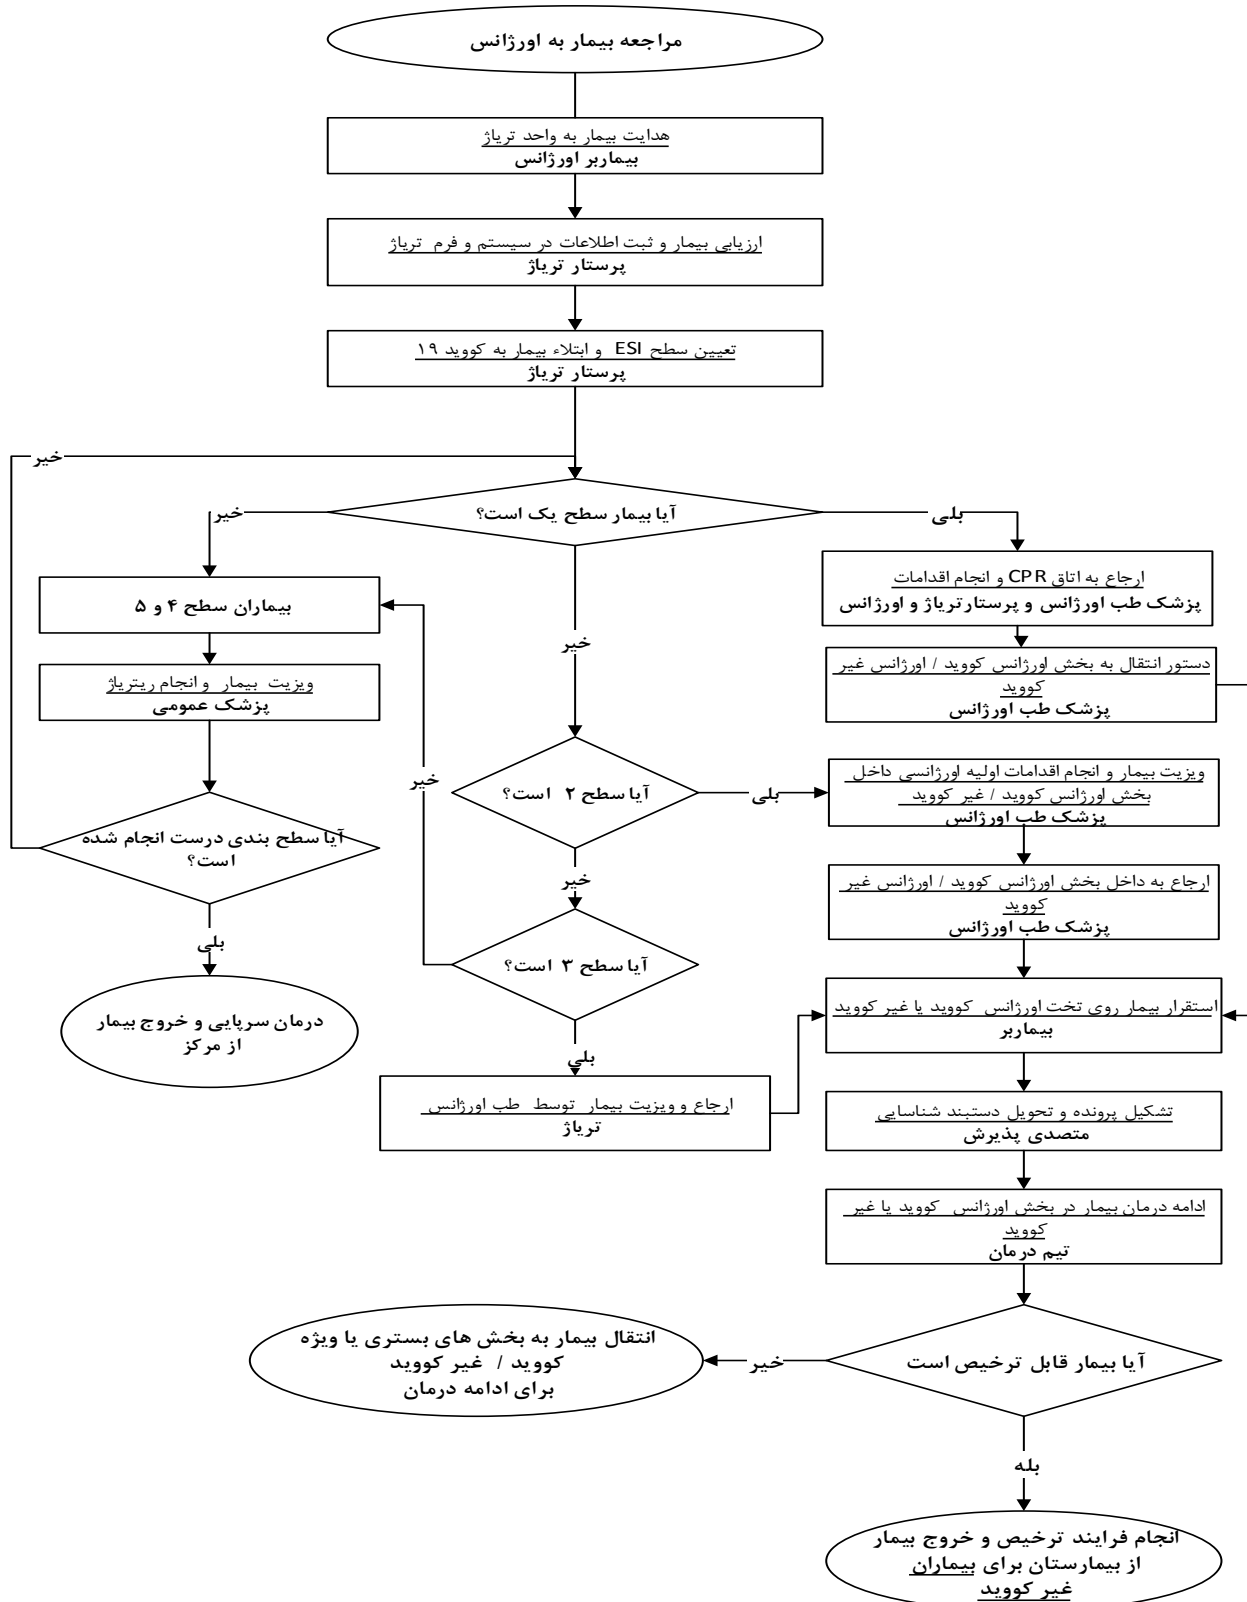 مراجعه بیمار به اورژانس
هدایت بیمار به واحد تریاژ
بیماربر اورژانس
ارزیابی بیمار و ثبت اطلاعات در سیستم و فرم تریاژ
پرستار تریاژ
تعیین سطح ESI و ابتلاء بیمار به کووید ۱۹
پرستار تریاژ
خیر
آیا بیمار سطح یک است؟
بلی
خیر
ارجاع به اتاق CPR و انجام اقدامات
پزشک طب اورژانس و پرستارتریاژ و اورژانس
بیماران سطح ۴ و ۵
خیر
دستور انتقال به بخش اورژانس کووید / اورژانس غیر
کووید
پزشک طب اورژانس
ویزیت بیمار و انجام ریتریاژ
پزشک عمومی
خیر
آیا سطح ۲ است؟
بلی
ویزیت بیمار و انجام اقدامات اولیه اورژانسی داخل
بخش اورژانس کووید / غیر کووید
پزشک طب اورژانس
آیا سطح بندی درست انجام شده
است؟
خیر
ارجاع به داخل بخش اورژانس کووید / اورژانس غیر
کووید
پزشک طب اورژانس
بلی
آیا سطح ۳ است؟
درمان سرپایی و خروج بیمار
از مرکز
استقرار بیمار روی تخت اورژانس کووید یا غیر کووید
بیماربر
بلی
ارجاع و ویزیت بیمار توسط طب اورژانس
تریاژ
تشکیل پرونده و تحویل دستبند شناسایی
متصدی پذیرش
ادامه درمان بیمار در بخش اورژانس کووید یا غیر
کووید
تیم درمان
آیا بیمار قابل ترخیص است
خیر
انتقال بیمار به بخش های بستری یا ویژه
کووید / غیر کووید
برای ادامه درمان
بله
انجام فرایند ترخیص و خروج بیمار
از بیمارستان برای بیماران
غیر کووید